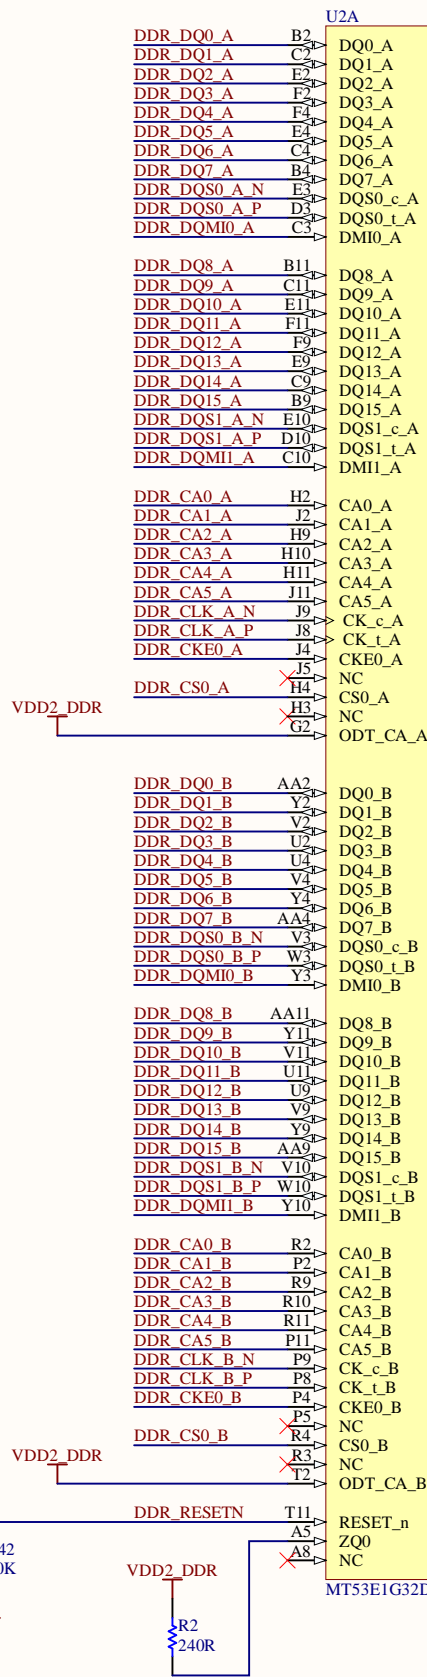 U2A
DDR_DQ0_A B2 DQ0_A
DDR_DQ1_A C2 DQ1_A
DDR_DQ2_A E2 DQ2_A
DDR_DQ3_A F2 DQ3_A
DDR_DQ4_A F4 DQ4_A
DDR_DQ5_A E4 DQ5_A
DDR_DQ6_A C4 DQ6_A
DDR_DQ7_A B4 DQ7_A
DDR_DQS0_A_N E3 DQS0_c_A
DDR_DQS0_A_P D3 DQS0_t_A
DDR_DQMI0_A C3 DMI0_A
DDR_DQ8_A B11 DQ8_A
DDR_DQ9_A C11 DQ9_A
DDR_DQ10_A E11 DQ10_A
DDR_DQ11_A F11 DQ11_A
DDR_DQ12_A F9 DQ12_A
DDR_DQ13_A E9 DQ13_A
DDR_DQ14_A C9 DQ14_A
DDR_DQ15_A B9 DQ15_A
DDR_DQS1_A_N E10 DQS1_c_A
DDR_DQS1_A_P D10 DQS1_t_A
DDR_DQMI1_A C10 DMI1_A
DDR_CA0_A H2 CA0_A
DDR_CA1_A J2 CA1_A
DDR_CA2_A H9 CA2_A
DDR_CA3_A H10 CA3_A
DDR_CA4_A H11 CA4_A
DDR_CA5_A J11 CA5_A
DDR_CLK_A_N J9 CK_c_A
DDR_CLK_A_P J8 CK_t_A
DDR_CKE0_A J4 CKE0_A
J5 NC
DDR_CS0_A H4 CS0_A
H3 NC
VDD2_DDR G2 ODT_CA_A
DDR_DQ0_B AA2 DQ0_B
DDR_DQ1_B Y2 DQ1_B
DDR_DQ2_B V2 DQ2_B
DDR_DQ3_B U2 DQ3_B
DDR_DQ4_B U4 DQ4_B
DDR_DQ5_B V4 DQ5_B
DDR_DQ6_B Y4 DQ6_B
DDR_DQ7_B AA4 DQ7_B
DDR_DQS0_B_N V3 DQS0_c_B
DDR_DQS0_B_P W3 DQS0_t_B
DDR_DQMI0_B Y3 DMI0_B
DDR_DQ8_B AA11 DQ8_B
DDR_DQ9_B Y11 DQ9_B
DDR_DQ10_B V11 DQ10_B
DDR_DQ11_B U11 DQ11_B
DDR_DQ12_B U9 DQ12_B
DDR_DQ13_B V9 DQ13_B
DDR_DQ14_B Y9 DQ14_B
DDR_DQ15_B AA9 DQ15_B
DDR_DQS1_B_N V10 DQS1_c_B
DDR_DQS1_B_P W10 DQS1_t_B
DDR_DQMI1_B Y10 DMI1_B
DDR_CA0_B R2 CA0_B
DDR_CA1_B P2 CA1_B
DDR_CA2_B R9 CA2_B
DDR_CA3_B R10 CA3_B
DDR_CA4_B R11 CA4_B
DDR_CA5_B P11 CA5_B
DDR_CLK_B_N P9 CK_c_B
DDR_CLK_B_P P8 CK_t_B
DDR_CKE0_B P4 CKE0_B
P5 NC
DDR_CS0_B R4 CS0_B
R3 NC
VDD2_DDR T2 ODT_CA_B
DDR_RESETN T11 RESET_n
A5 ZQ0
A8 NC
42
0K
VDD2_DDR
MT53E1G32D
R2
240R